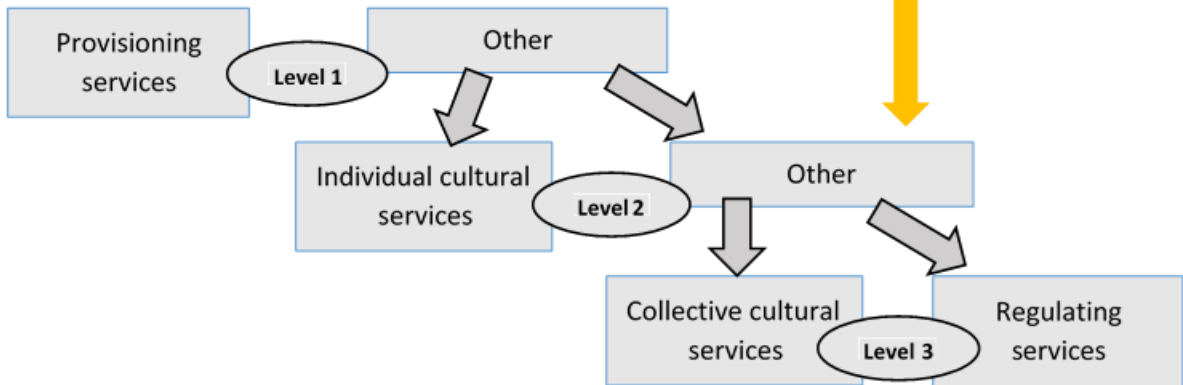 Provisioning
services
Level 1
Other
Individual cultural
services
Level 2
Other
Collective cultural
services
Level 3
Regulating
services